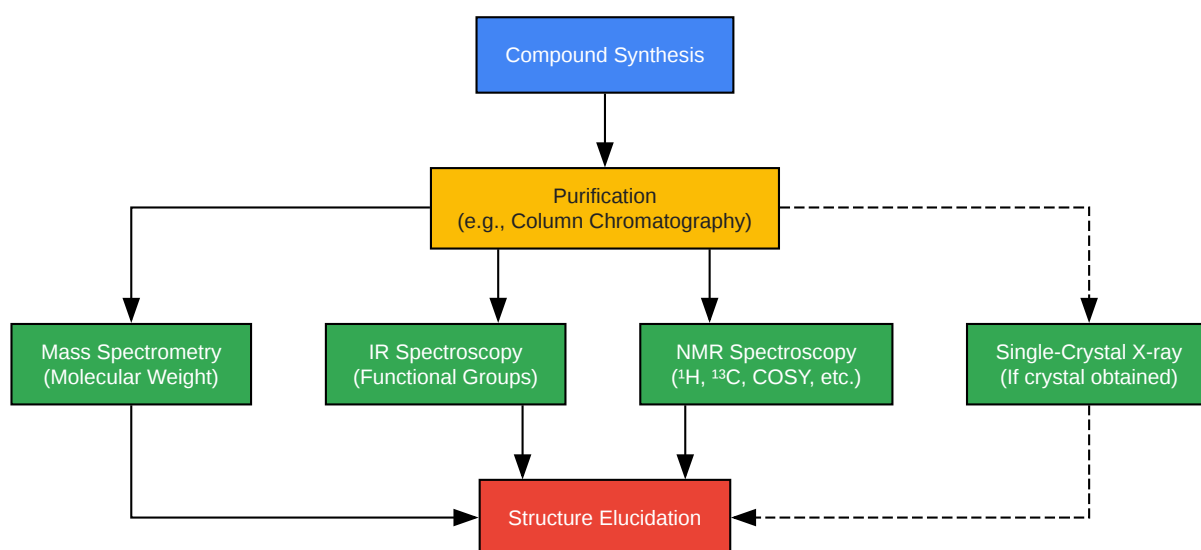 Compound Synthesis
Purification
(e.g., Column Chromatography)
Mass Spectrometry
(Molecular Weight)
IR Spectroscopy
(Functional Groups)
NMR Spectroscopy
(¹H, ¹³C, COSY, etc.)
Single-Crystal X-ray
(If crystal obtained)
Structure Elucidation